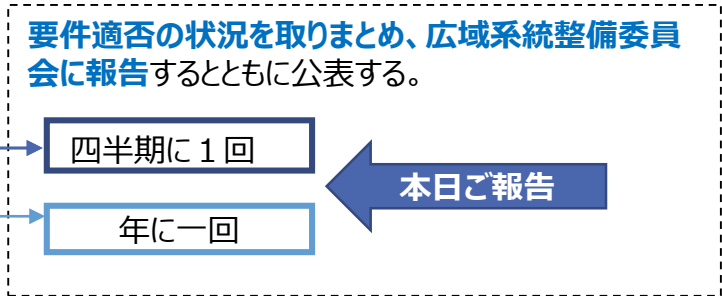 要件適否の状況を取りまとめ、広域系統整備委員
会に報告するとともに公表する。
四半期に１回
本日ご報告
年に一回